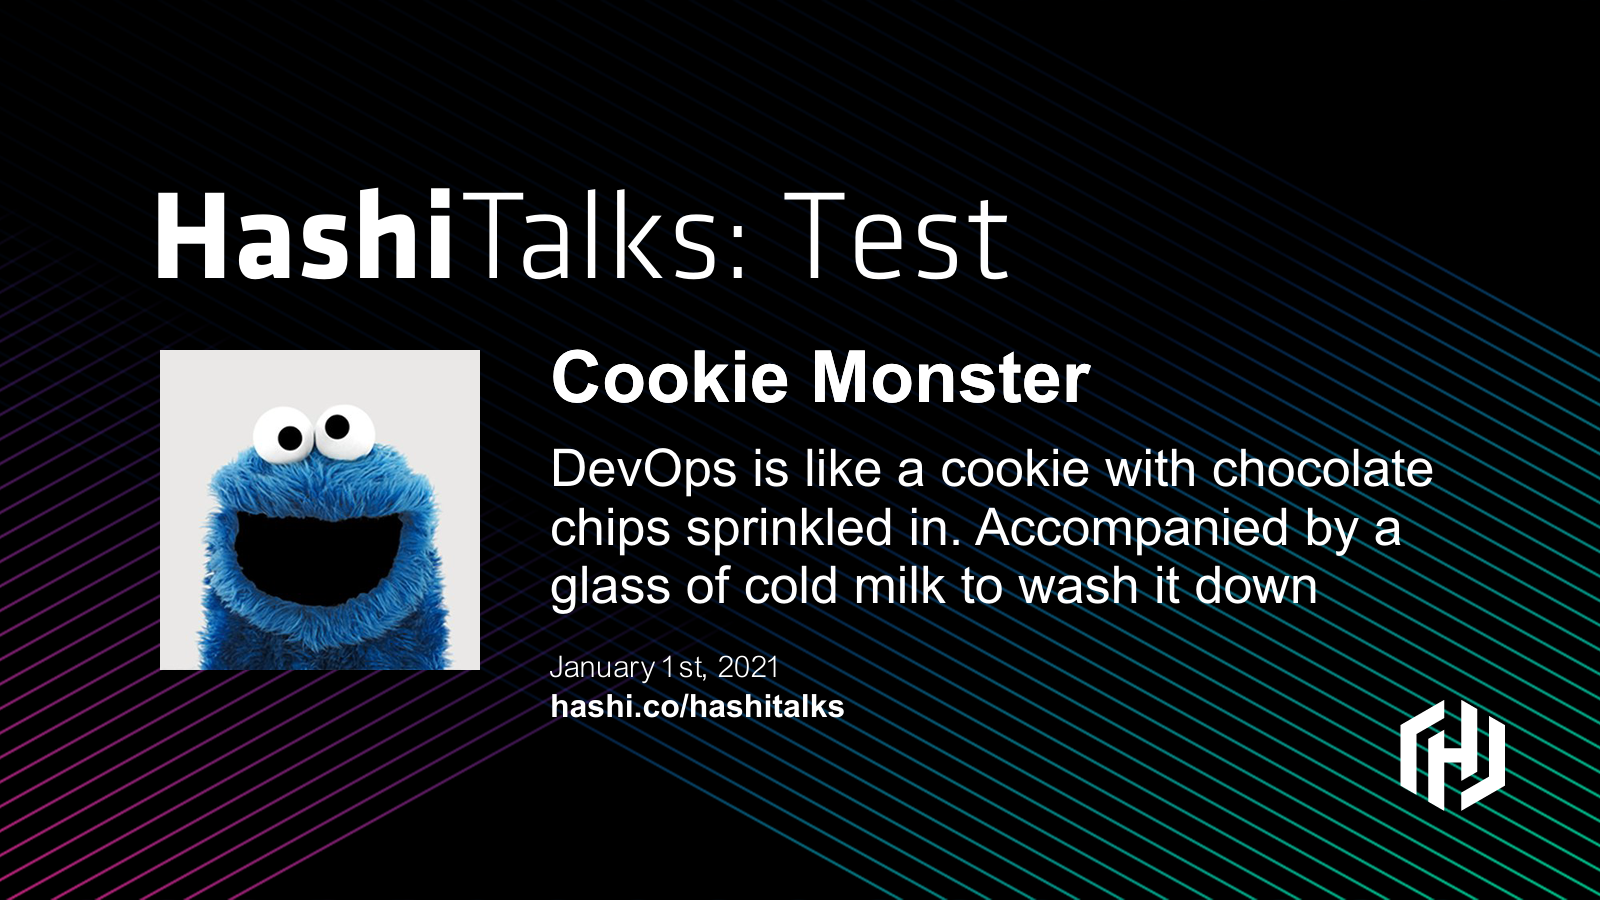 HashiTalks: Test
Cookie Monster
DevOps is like a cookie with chocolate
chips sprinkled in. Accompanied by a
glass of cold milk to wash it down
January 1st, 2021
hashi.co/hashitalks